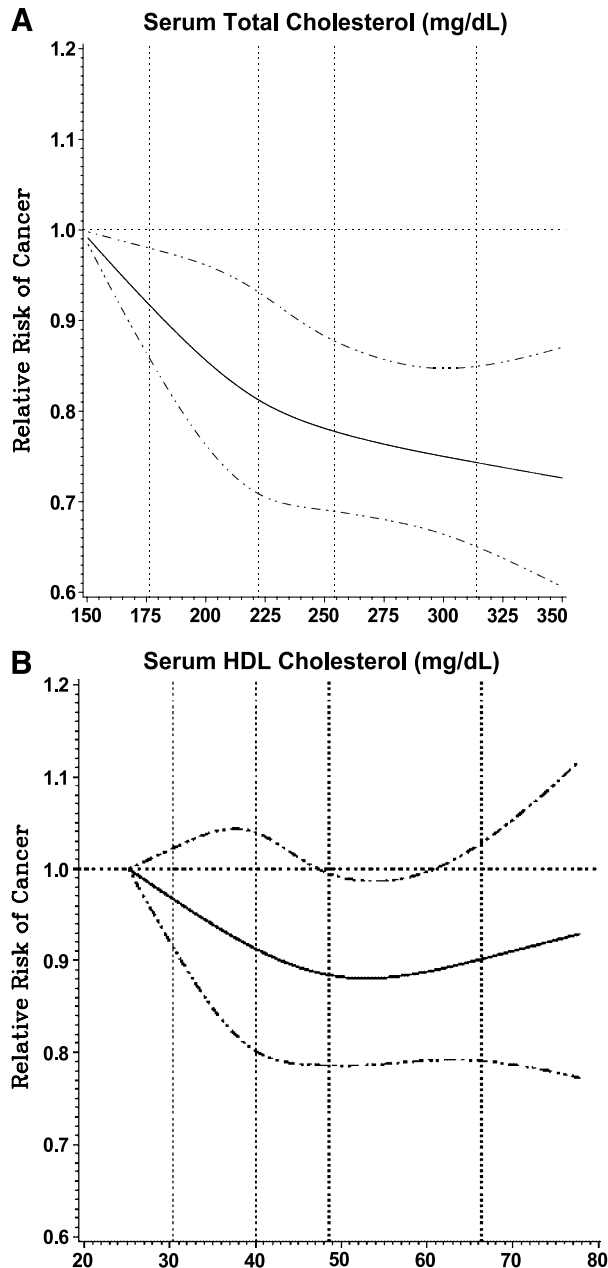 A
Serum Total Cholesterol (mg/dL)
1.2
1.1
1.0
0.9
0.8
0.7
0.6
Relative Risk of Cancer
150 175 200 225 250 275 300 325 350
B
Serum HDL Cholesterol (mg/dL)
1.2
1.1
1.0
0.9
0.8
0.7
0.6
Relative Risk of Cancer
20 30 40 50 60 70 80